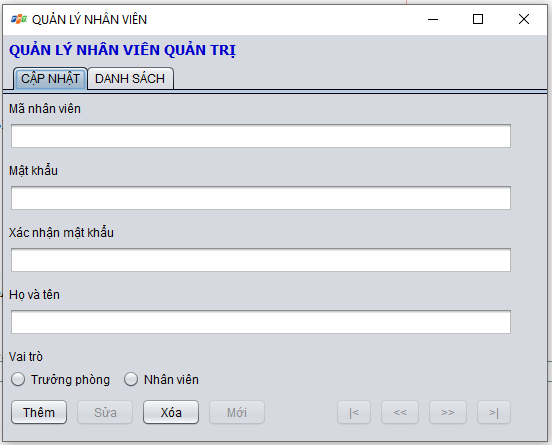 QUẢN LÝ NHÂN VIÊN
QUẢN LÝ NHÂN VIÊN QUẢN TRỊ
CẬP NHẬT DANH SÁCH
Mã nhân viên
Mật khẩu
Xác nhận mật khẩu
Họ và tên
Vai trò
Trưởng phòng Nhân viên
Thêm Sửa Xóa Mới |< << >> >|